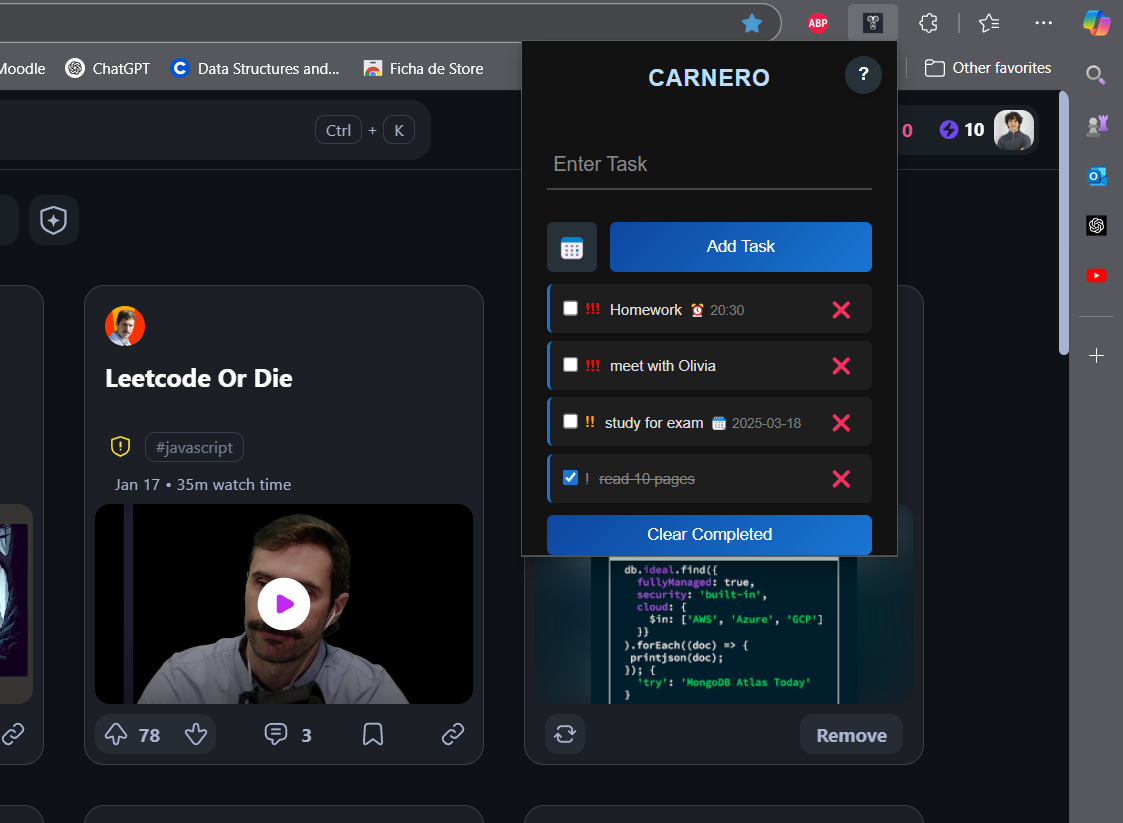 ABP
Moodle
ChatGPT
Data Structures and...
Ficha de Store
Other favorites
CARNERO
?
Ctrl + K
0
10
Enter Task
Add Task
!!! Homework 20:30
!!! meet with Olivia
!! study for exam 2025-03-18
! read 10 pages
Clear Completed
Leetcode Or Die
#javascript
Jan 17 • 35m watch time
78
3
db.ideal.find({
fullyManaged: true,
security: 'built-in',
cloud: {
$in: ['AWS', 'Azure', 'GCP']
}}
).forEach((doc) => {
printjson(doc);
}); {
'try': 'MongoDB Atlas Today'
}
Remove